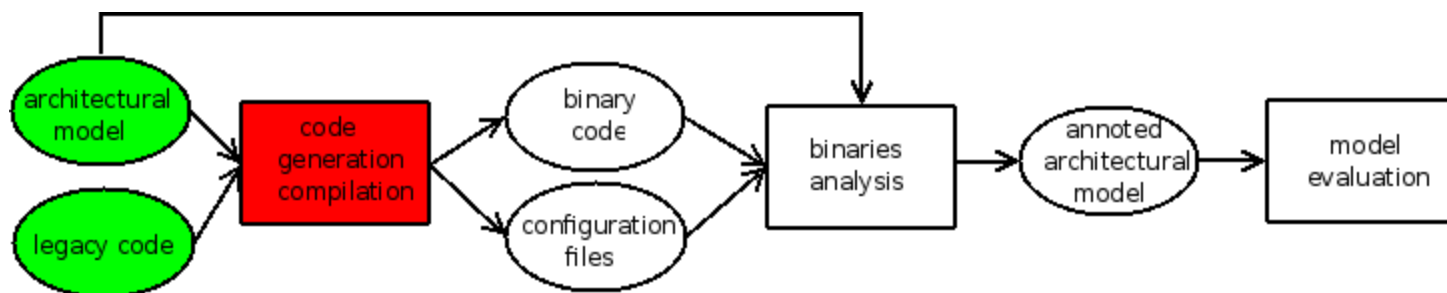 architectural
model
legacy code
code
generation
compilation
binary
code
configuration
files
binaries
analysis
annoted
architectural
model
model
evaluation